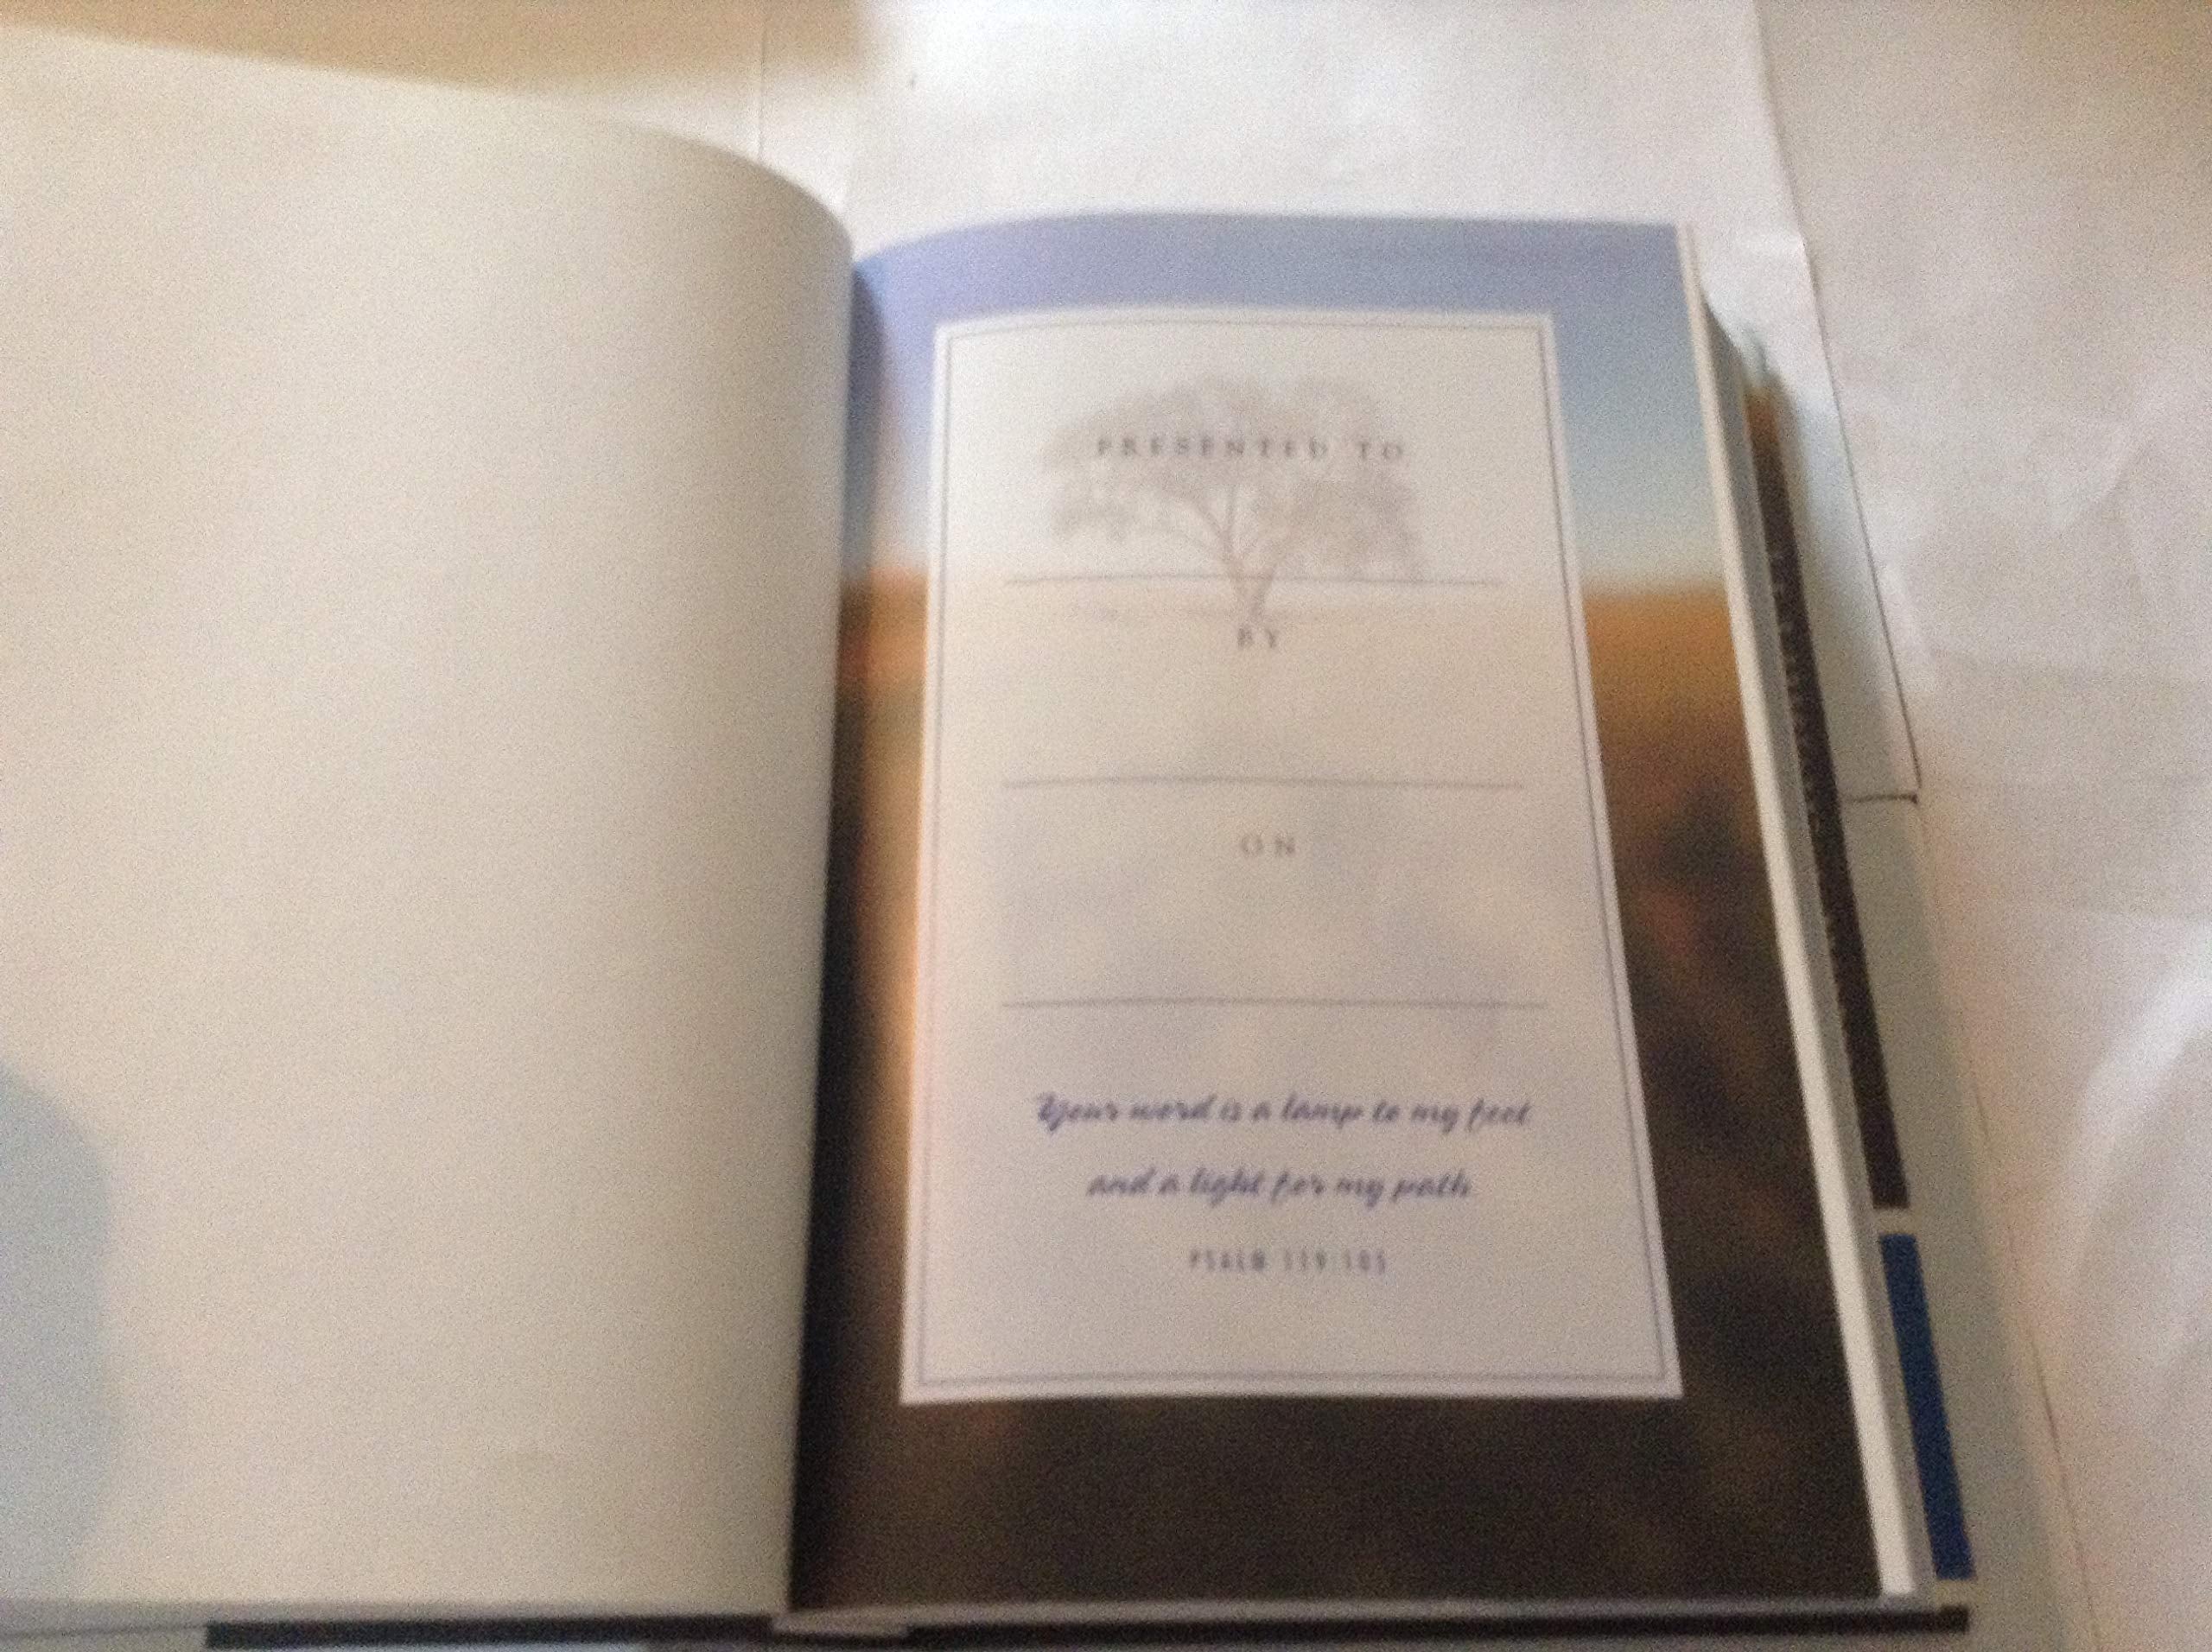 PRESENTED TO
BY
ON
Your word is a lamp to my feet
and a light for my path.
PSALM 119:105